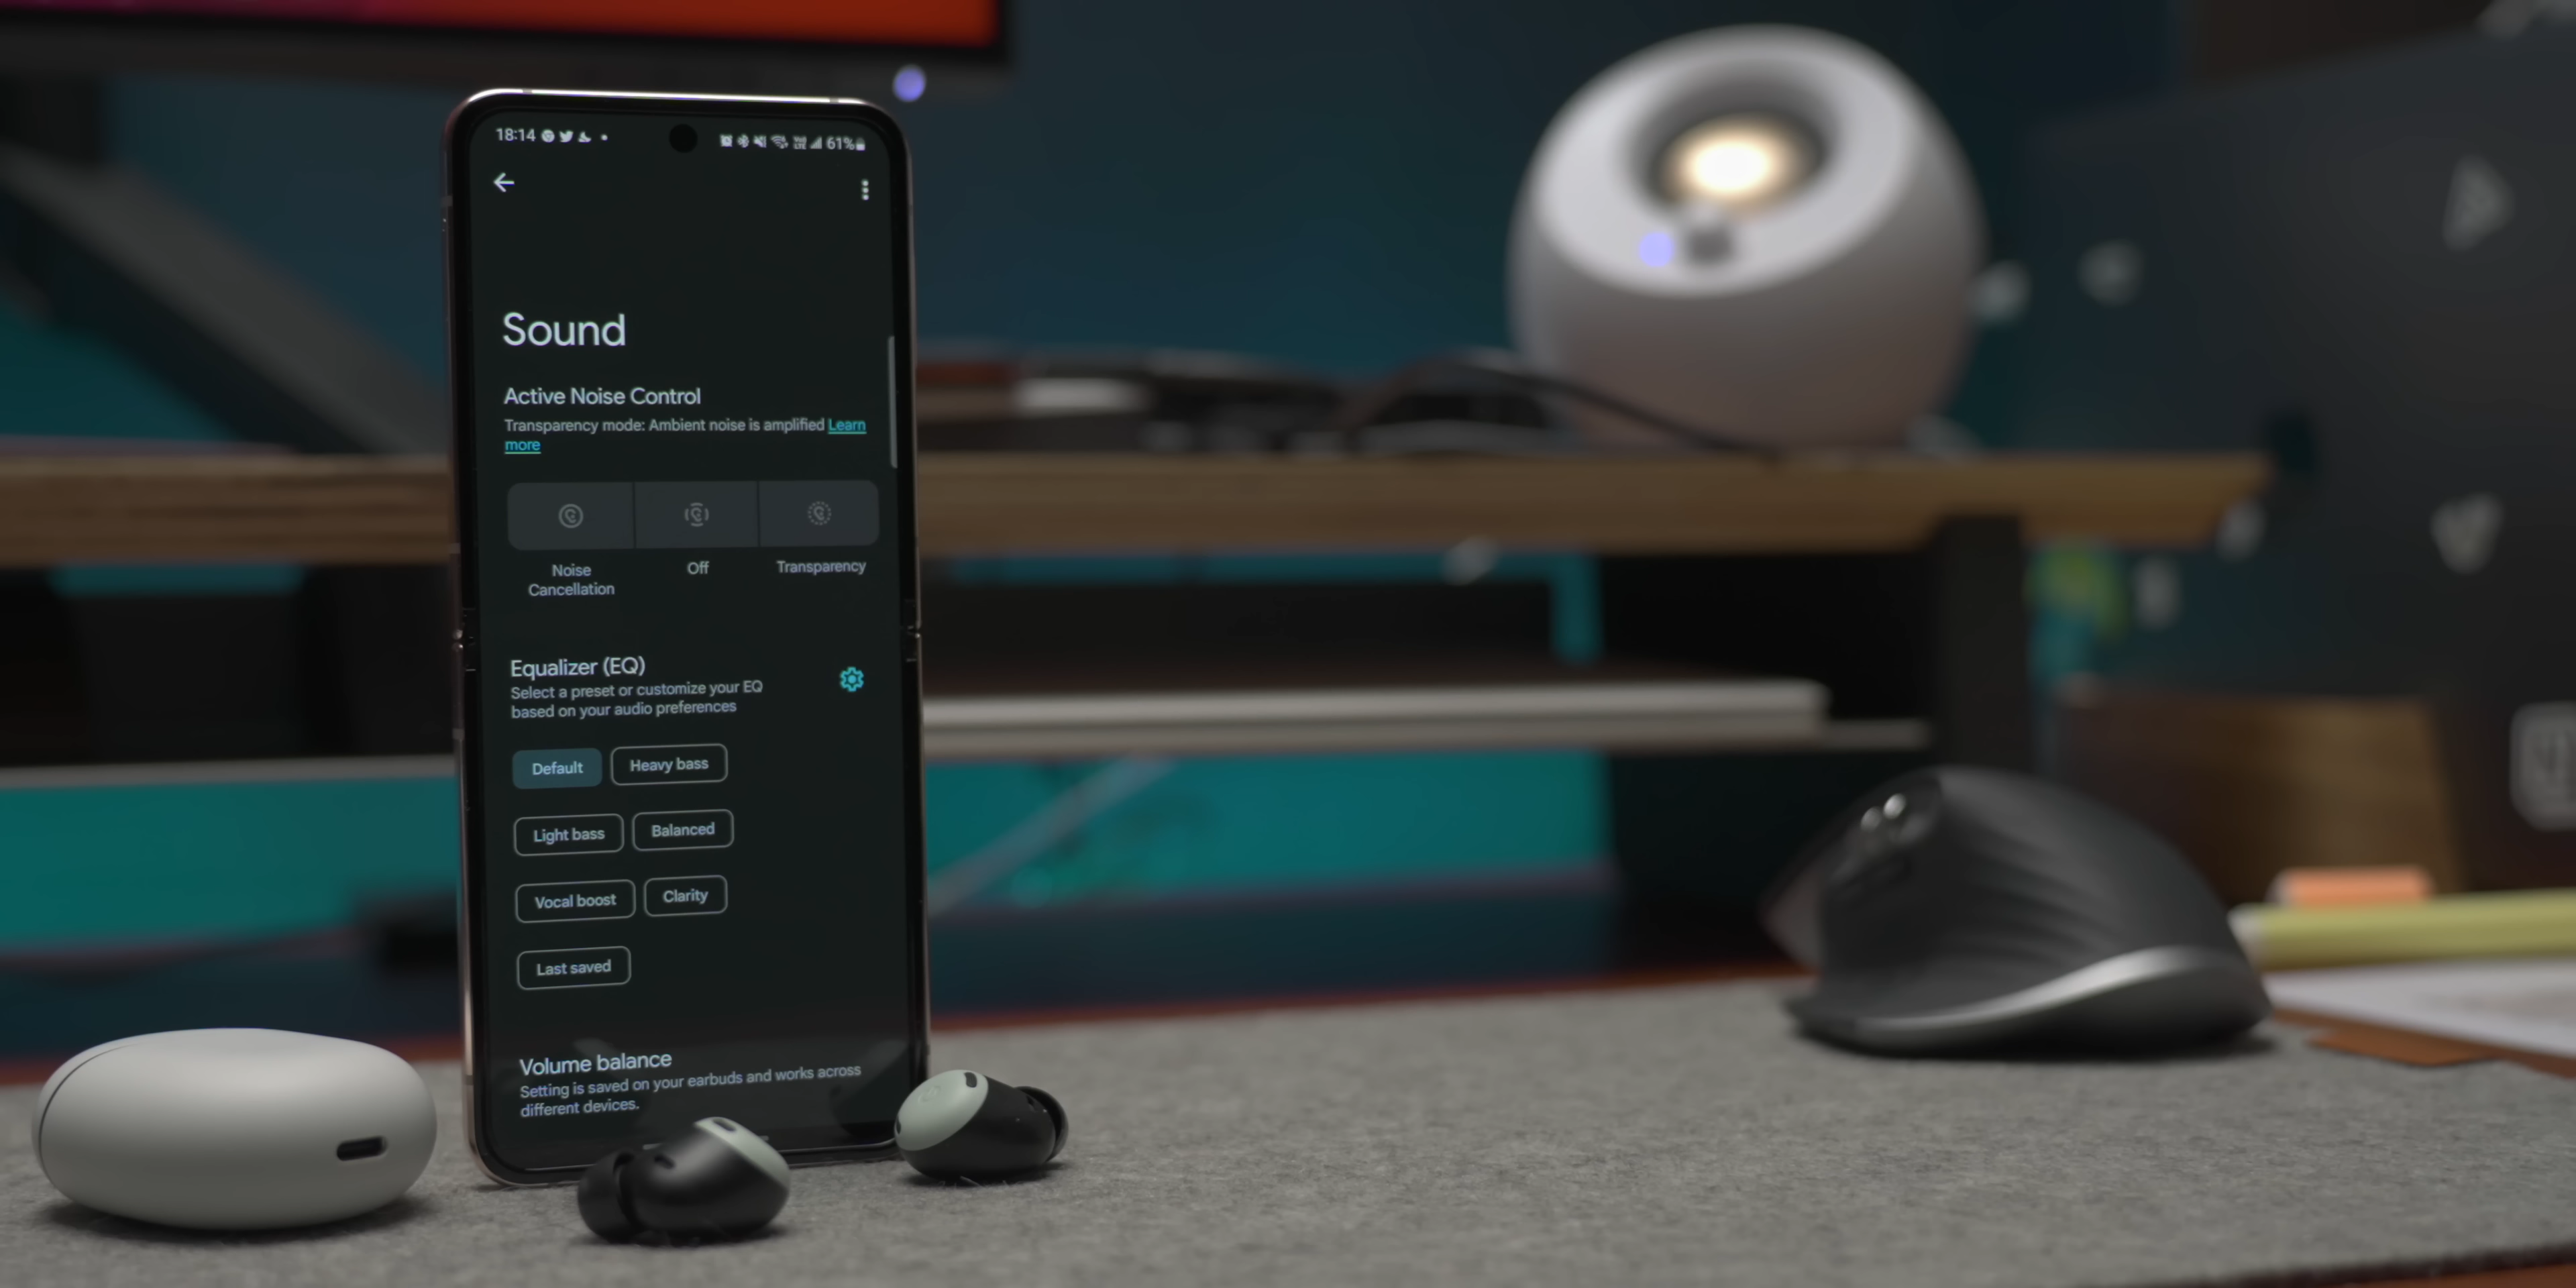 18:14
61%
Sound
Active Noise Control
Transparency mode: Ambient noise is amplified Learn
more
Noise
Cancellation
Off
Transparency
Equalizer (EQ)
Select a preset or customize your EQ
based on your audio preferences
Default
Heavy bass
Light bass
Balanced
Vocal boost
Clarity
Last saved
Volume balance
Setting is saved on your earbuds and works across
different devices.